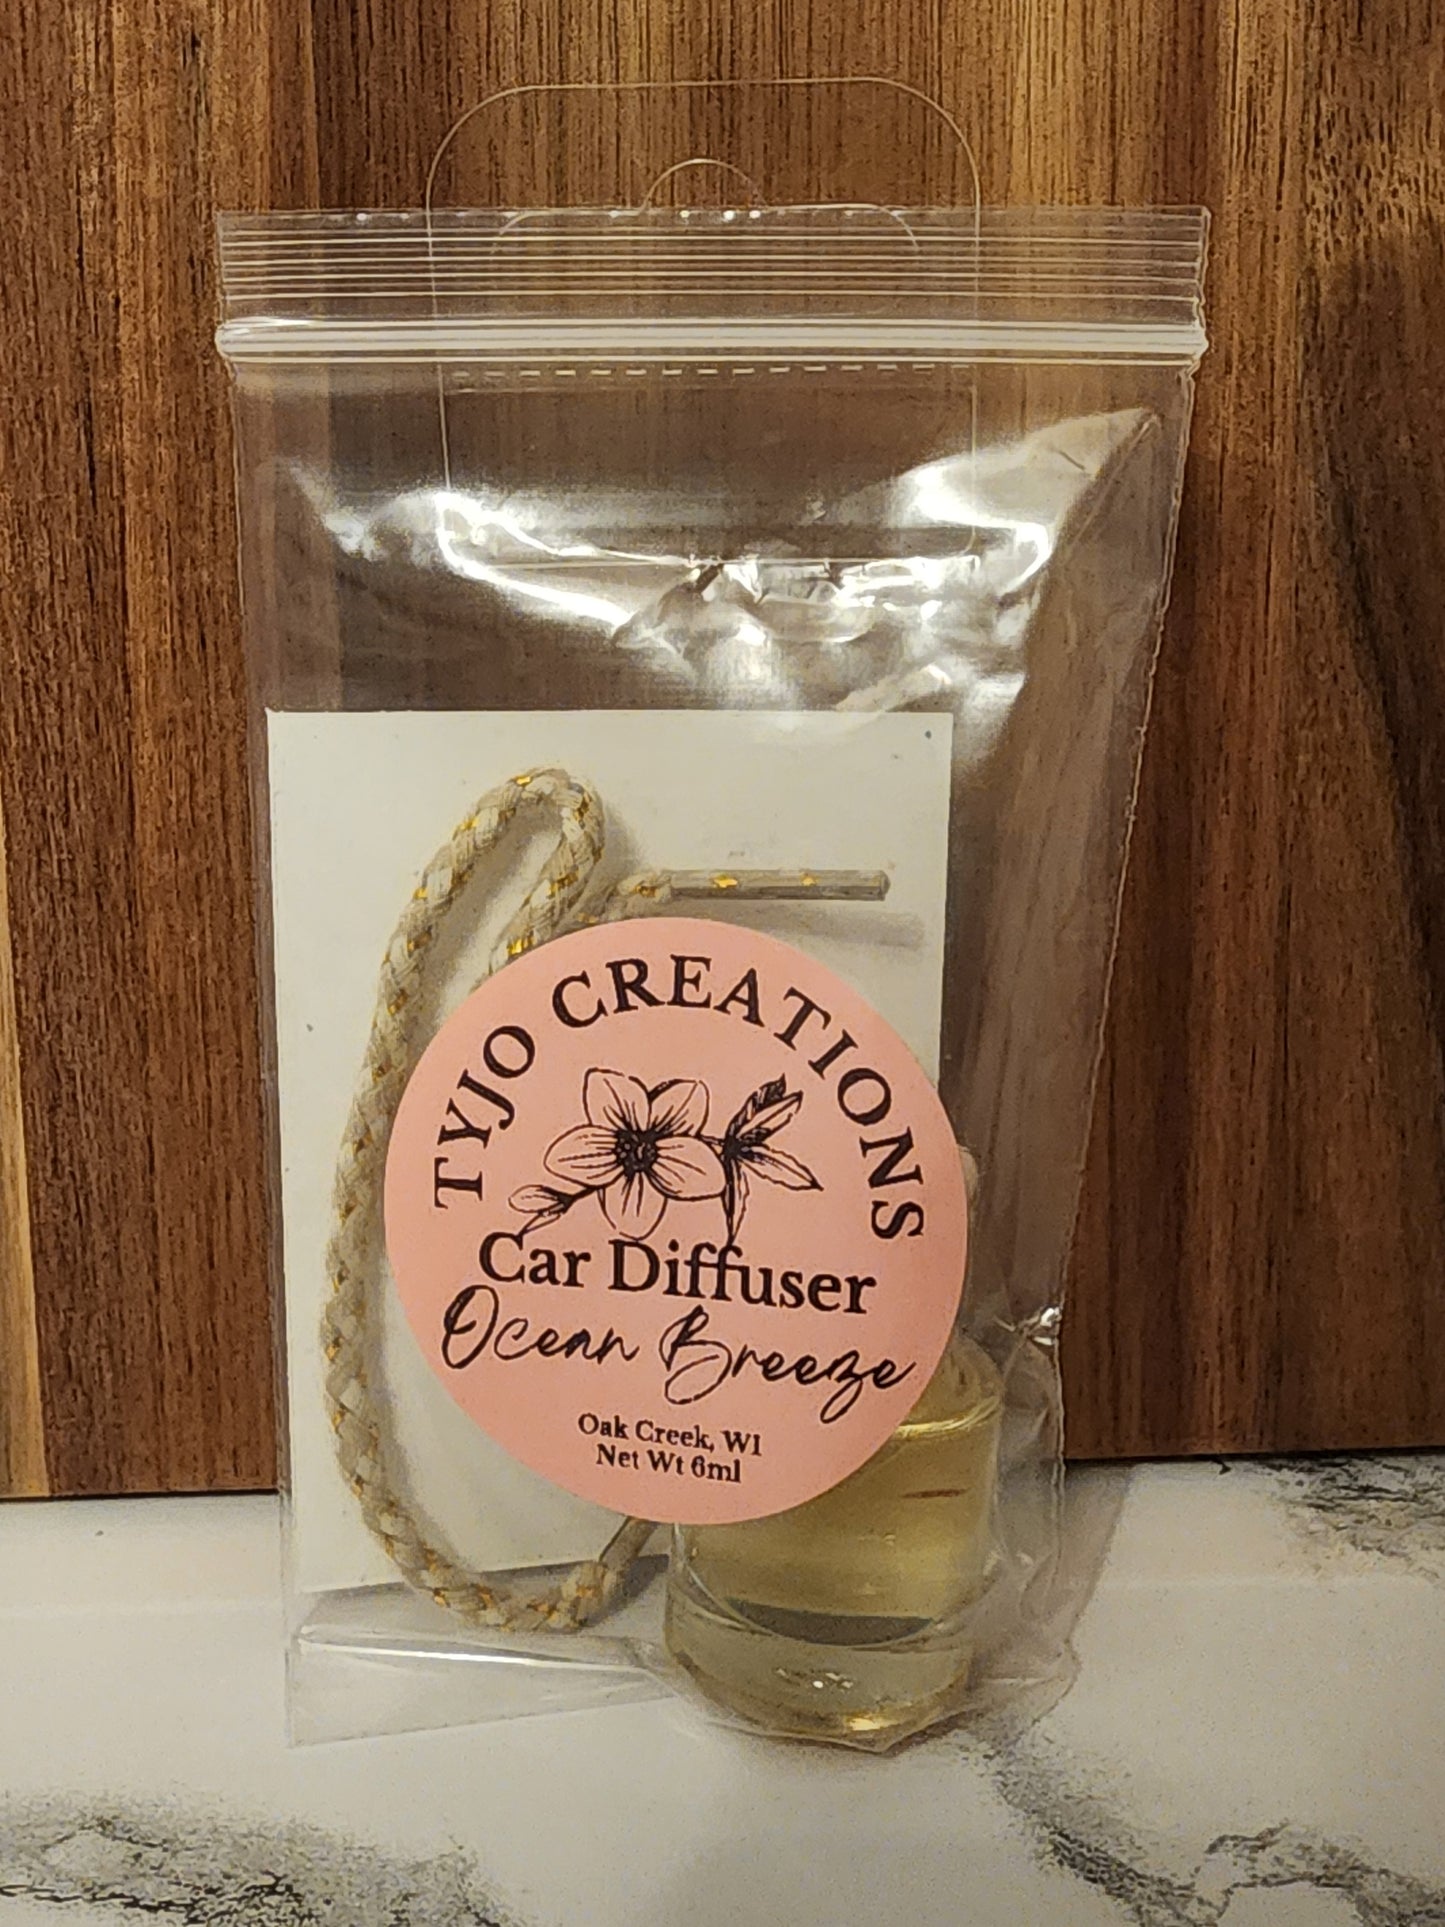 TYJO CREATIONS
Car Diffuser
Ocean Breeze
Oak Creek, WI
Net Wt 6ml